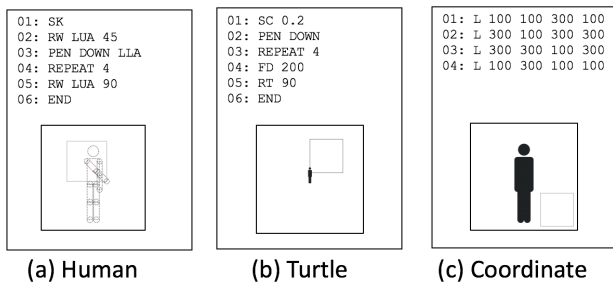 01: SK
02: RW LUA 45
03: PEN DOWN LLA
04: REPEAT 4
05: RW LUA 90
06: END
(a) Human
01: SC 0.2
02: PEN DOWN
03: REPEAT 4
04: FD 200
05: RT 90
06: END
(b) Turtle
01: L 100 100 300 100
02: L 300 100 300 300
03: L 300 300 100 300
04: L 100 300 100 100
(c) Coordinate